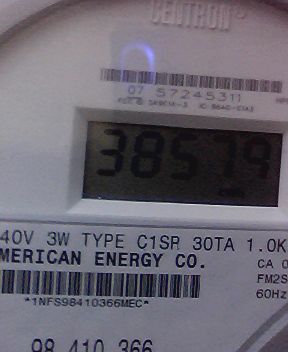 CENTRON®
07 57245311
38579
40V 3W TYPE C1SR 30TA 1.0K
MERICAN ENERGY CO.
CA 0
FM2S
60Hz
*1NFS98410366MEC*
98 410 366